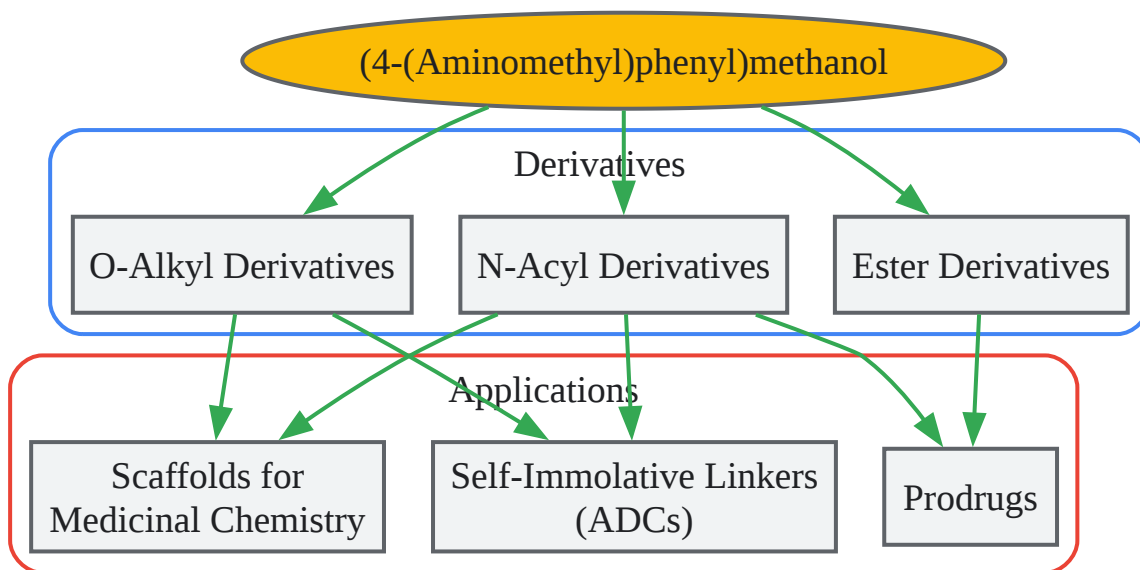 (4-(Aminomethyl)phenyl)methanol
Derivatives
O-Alkyl Derivatives
N-Acyl Derivatives
Ester Derivatives
Applications
Scaffolds for
Medicinal Chemistry
Self-Immolative Linkers
(ADCs)
Prodrugs